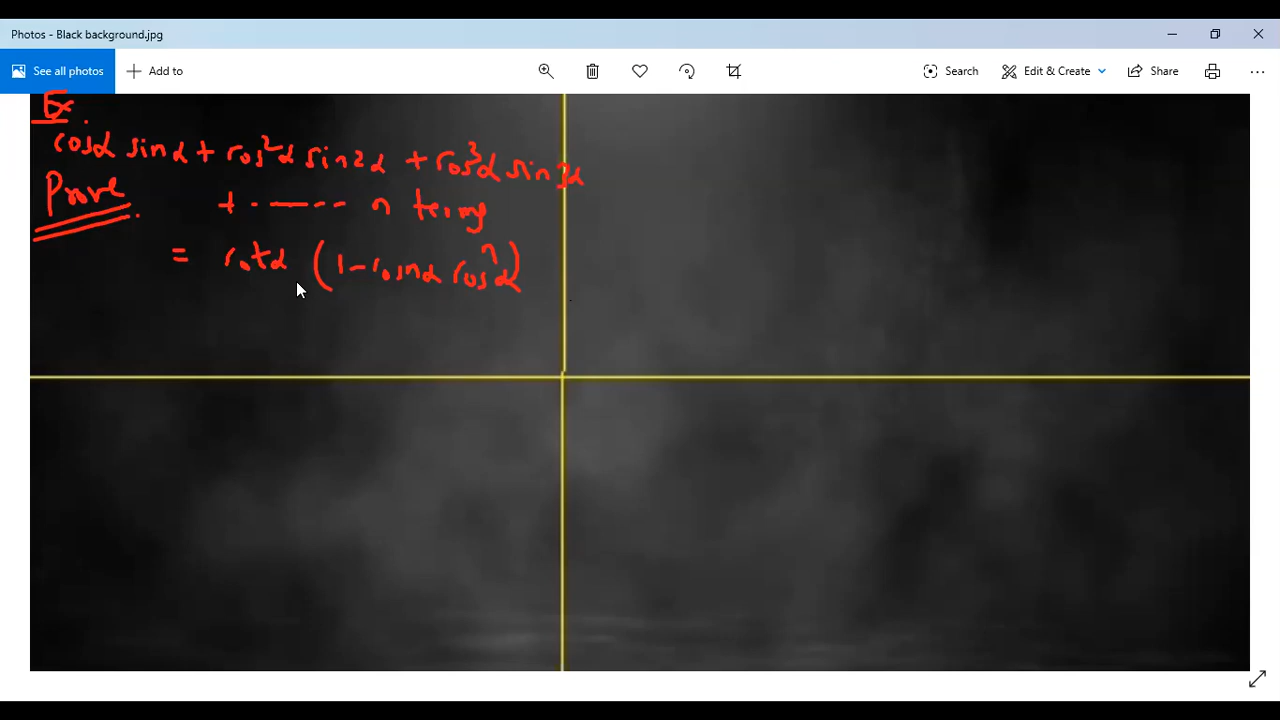 Photos - Black background.jpg
See all photos
Add to
Search
Edit & Create
Share
Ex.
cosα sinα + cos²α sin2α + cos³α sin3α
Prove
+ - --- -- n terms
= cotα (1 - cosnα cosⁿα)